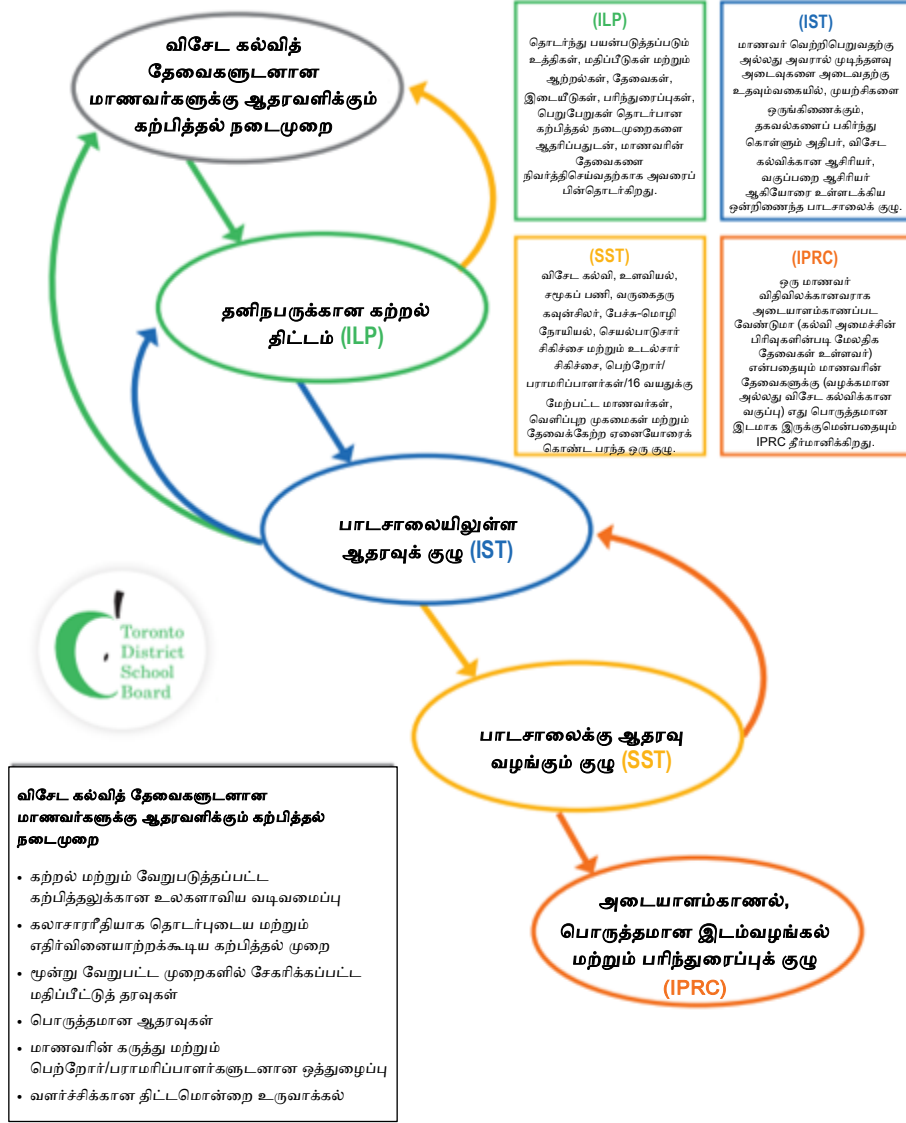 விசேட கல்வித்
தேவைகளுடனான
மாணவர்களுக்கு ஆதரவளிக்கும்
கற்பித்தல் நடைமுறை
(ILP)
தொடர்ந்து பயன்படுத்தப்படும்
உத்திகள், மதிப்பீடுகள் மற்றும்
ஆற்றல்கள், தேவைகள்,
இடையீடுகள், பரிந்துரைப்புகள்,
பெறுபேறுகள் தொடர்பான
கற்பித்தல் நடைமுறைகளை
ஆதரிப்பதுடன், மாணவரின்
தேவைகளை
நிவர்த்திசெய்வதற்காக அவரைப்
பின்தொடர்கிறது.
(IST)
மாணவர் வெற்றிபெறுவதற்கு
அல்லது அவரால் முடிந்தளவு
அடைவுகளை அடைவதற்கு
உதவும்வகையில், முயற்சிகளை
ஒருங்கிணைக்கும்,
தகவல்களைப் பகிர்ந்து
கொள்ளும் அதிபர், விசேட
கல்விக்கான ஆசிரியர்,
வகுப்பறை ஆசிரியர்
ஆகியோரை உள்ளடக்கிய
ஒன்றிணைந்த பாடசாலைக் குழு.
(SST)
விசேட கல்வி, உளவியல்,
சமூகப் பணி, வருகைதரு
கவுன்சிலர், பேச்சு-மொழி
நோயியல், செயல்பாடுசார்
சிகிச்சை மற்றும் உடல்சார்
சிகிச்சை, பெற்றோர்/
பராமரிப்பாளர்கள்/16 வயதுக்கு
மேற்பட்ட மாணவர்கள்,
வெளிப்புற முகமைகள் மற்றும்
தேவைக்கேற்ற ஏனையோரைக்
கொண்ட பரந்த ஒரு குழு.
(IPRC)
ஒரு மாணவர்
விதிவிலக்கானவராக
அடையாளம்காணப்பட
வேண்டுமா (கல்வி அமைச்சின்
பிரிவுகளின்படி மேலதிக
தேவைகள் உள்ளவர்)
என்பதையும் மாணவரின்
தேவைகளுக்கு (வழக்கமான
அல்லது விசேட கல்விக்கான
வகுப்பு) எது பொருத்தமான
இடமாக இருக்குமென்பதையும்
IPRC தீர்மானிக்கிறது.
தனிநபருக்கான கற்றல்
திட்டம் (ILP)
பாடசாலையிலுள்ள
ஆதரவுக் குழு (IST)
Toronto
District
School
Board
பாடசாலைக்கு ஆதரவு
வழங்கும் குழு (SST)
அடையாளம்காணல்,
பொருத்தமான இடம்வழங்கல்
மற்றும் பரிந்துரைப்புக் குழு
(IPRC)
விசேட கல்வித் தேவைகளுடனான
மாணவர்களுக்கு ஆதரவளிக்கும் கற்பித்தல்
நடைமுறை
• கற்றல் மற்றும் வேறுபடுத்தப்பட்ட
கற்பித்தலுக்கான உலகளாவிய வடிவமைப்பு
• கலாசாரரீதியாக தொடர்புடைய மற்றும்
எதிர்வினையாற்றக்கூடிய கற்பித்தல் முறை
• மூன்று வேறுபட்ட முறைகளில் சேகரிக்கப்பட்ட
மதிப்பீட்டுத் தரவுகள்
• பொருத்தமான ஆதரவுகள்
• மாணவரின் கருத்து மற்றும்
பெற்றோர்/பராமரிப்பாளர்களுடனான ஒத்துழைப்பு
• வளர்ச்சிக்கான திட்டமொன்றை உருவாக்கல்